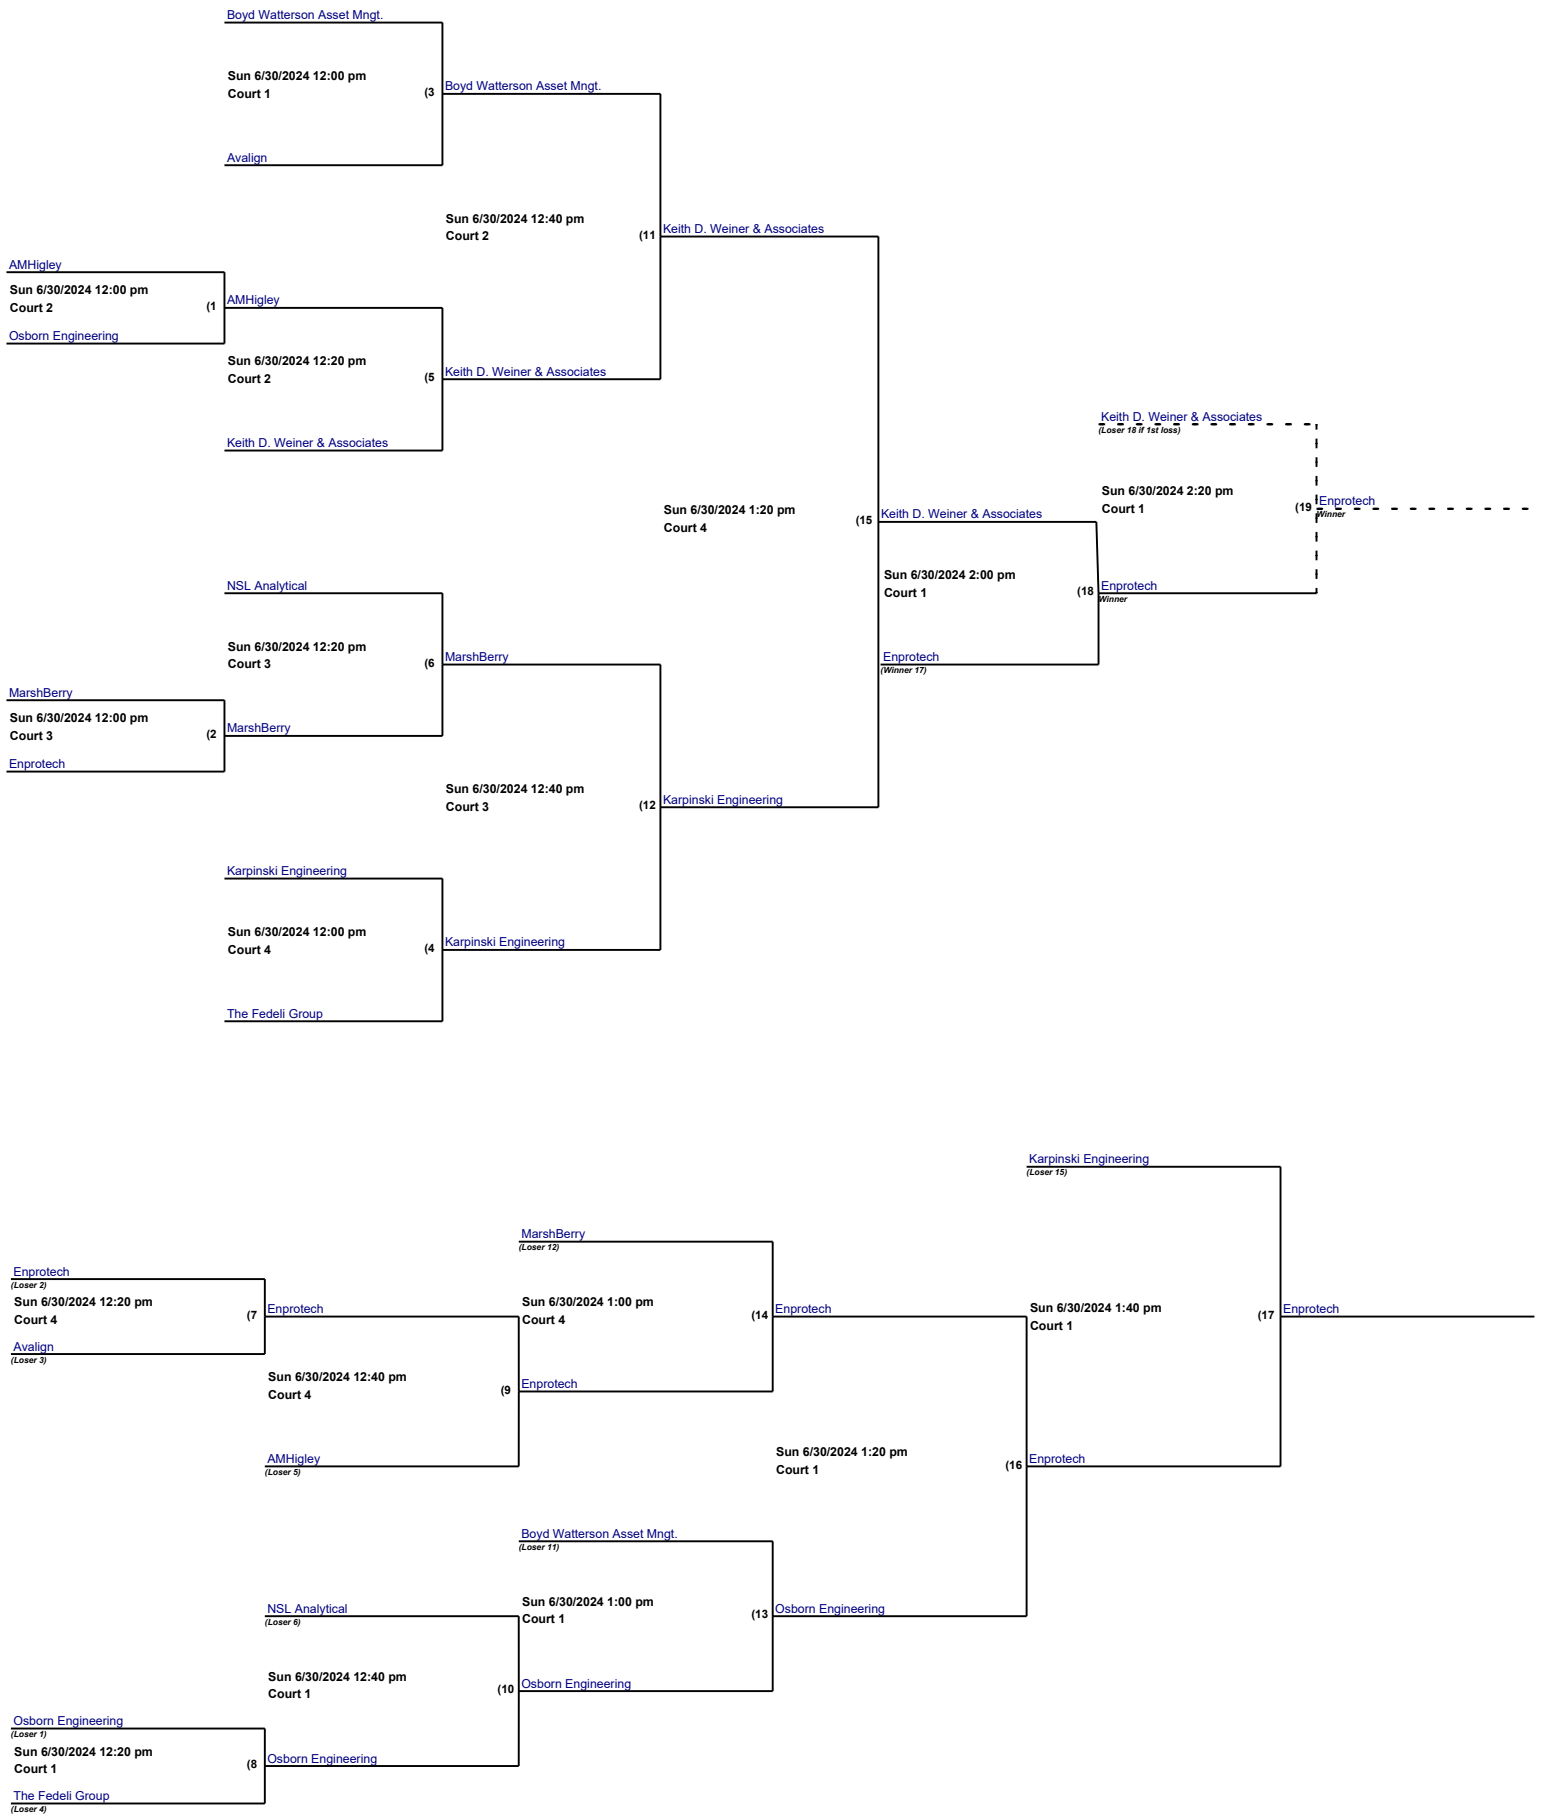 Boyd Watterson Asset Mngt.
Sun 6/30/2024 12:00 pm
Court 1
(3
Boyd Watterson Asset Mngt.
Avalign
Sun 6/30/2024 12:40 pm
Court 2
(11
Keith D. Weiner & Associates
AMHigley
Sun 6/30/2024 12:00 pm
Court 2
(1
AMHigley
Osborn Engineering
Sun 6/30/2024 12:20 pm
Court 2
(5
Keith D. Weiner & Associates
Keith D. Weiner & Associates
Keith D. Weiner & Associates
(Loser 18 if 1st loss)
Sun 6/30/2024 2:20 pm
Court 1
(19
Enprotech
Winner
Sun 6/30/2024 1:20 pm
Court 4
(15
Keith D. Weiner & Associates
Sun 6/30/2024 2:00 pm
Court 1
(18
Enprotech
Winner
NSL Analytical
Sun 6/30/2024 12:20 pm
Court 3
(6
MarshBerry
Enprotech
(Winner 17)
MarshBerry
Sun 6/30/2024 12:00 pm
Court 3
(2
MarshBerry
Enprotech
Sun 6/30/2024 12:40 pm
Court 3
(12
Karpinski Engineering
Karpinski Engineering
Sun 6/30/2024 12:00 pm
Court 4
(4
Karpinski Engineering
The Fedeli Group
Karpinski Engineering
(Loser 15)
MarshBerry
(Loser 12)
Enprotech
(Loser 2)
Sun 6/30/2024 12:20 pm
Court 4
(7
Enprotech
Sun 6/30/2024 1:00 pm
Court 4
(14
Enprotech
Sun 6/30/2024 1:40 pm
Court 1
(17
Enprotech
Avalign
(Loser 3)
Sun 6/30/2024 12:40 pm
Court 4
(9
Enprotech
AMHigley
(Loser 5)
Sun 6/30/2024 1:20 pm
Court 1
(16
Enprotech
Boyd Watterson Asset Mngt.
(Loser 11)
NSL Analytical
(Loser 6)
Sun 6/30/2024 1:00 pm
Court 1
(13
Osborn Engineering
Sun 6/30/2024 12:40 pm
Court 1
(10
Osborn Engineering
Osborn Engineering
(Loser 1)
Sun 6/30/2024 12:20 pm
Court 1
(8
Osborn Engineering
The Fedeli Group
(Loser 4)